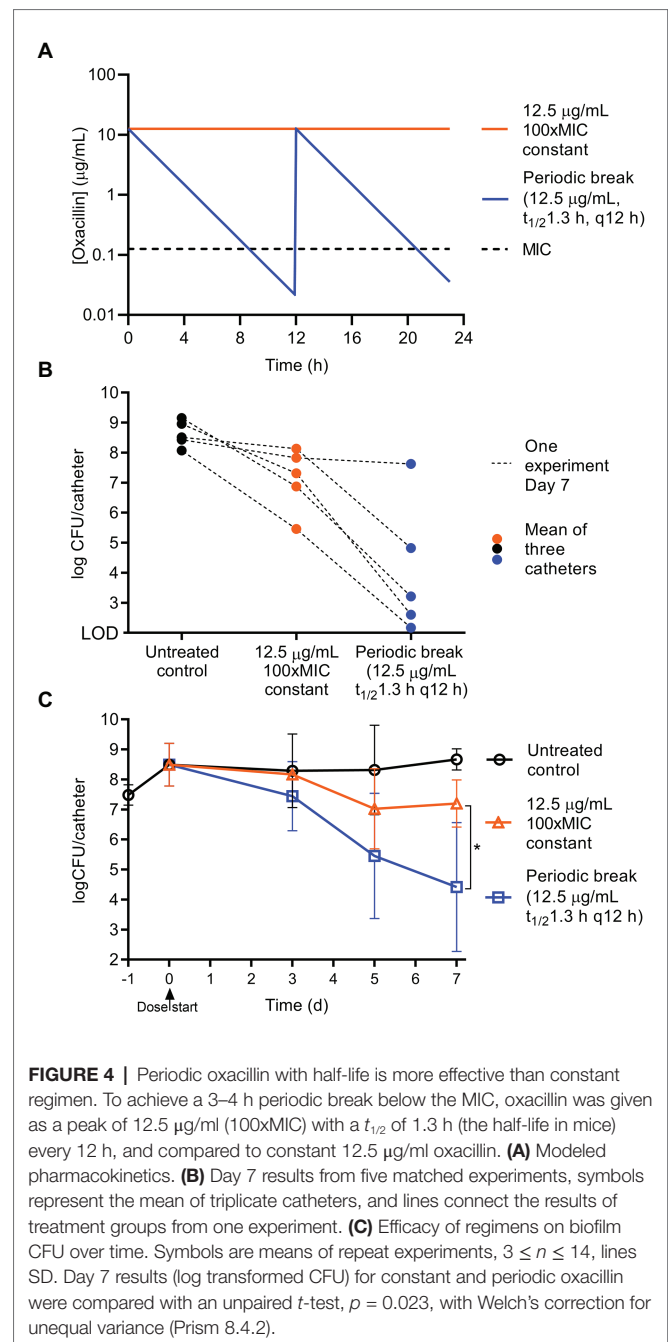 A
100
10
1
0.1
0.01
[Oxacillin] (μg/mL)
0 4 8 12 16 20 24
Time (h)
12.5 μg/mL
100xMIC
constant
Periodic break
(12.5 μg/mL,
t1/21.3 h, q12 h)
MIC
B
10
9
8
7
6
5
4
3
LOD
log CFU/catheter
Untreated
control
12.5 μg/mL
100xMIC
constant
Periodic break
(12.5 μg/mL
t1/21.3 h q12 h)
One
experiment
Day 7
Mean of
three
catheters
C
10
9
8
7
6
5
4
3
2
logCFU/catheter
-1 0 1 2 3 4 5 6 7
Dose start
Time (d)
*
Untreated
control
12.5 μg/mL
100xMIC
constant
Periodic break
(12.5 μg/mL
t1/21.3 h q12 h)
FIGURE 4 | Periodic oxacillin with half-life is more effective than constant
regimen. To achieve a 3–4 h periodic break below the MIC, oxacillin was given
as a peak of 12.5 μg/ml (100xMIC) with a t1/2 of 1.3 h (the half-life in mice)
every 12 h, and compared to constant 12.5 μg/ml oxacillin. (A) Modeled
pharmacokinetics. (B) Day 7 results from five matched experiments, symbols
represent the mean of triplicate catheters, and lines connect the results of
treatment groups from one experiment. (C) Efficacy of regimens on biofilm
CFU over time. Symbols are means of repeat experiments, 3 ≤ n ≤ 14, lines
SD. Day 7 results (log transformed CFU) for constant and periodic oxacillin
were compared with an unpaired t-test, p = 0.023, with Welch's correction for
unequal variance (Prism 8.4.2).